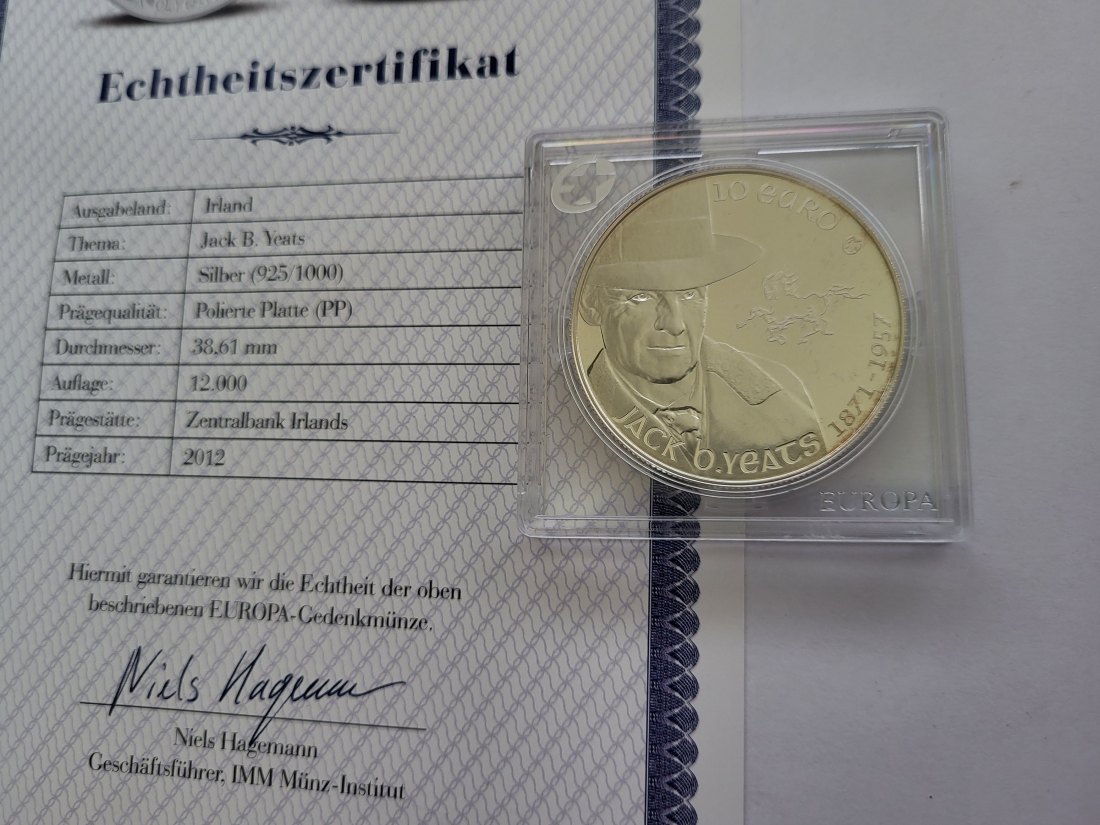 Echtheitszertifikat
Ausgabeland: Irland
Thema: Jack B. Yeats
Metall: Silber (925/1000)
Prägequalität: Polierte Platte (PP)
Durchmesser: 38,61 mm
Auflage: 12.000
Prägestätte: Zentralbank Irlands
Prägejahr: 2012
Hiermit garantieren wir die Echtheit der oben
beschriebenen EUROPA-Gedenkmünze.
Niels Hagemann
Niels Hagemann
Geschäftsführer, IMM Münz-Institut
10 euro
JACK B. YEATS
1871-1957
EUROPA